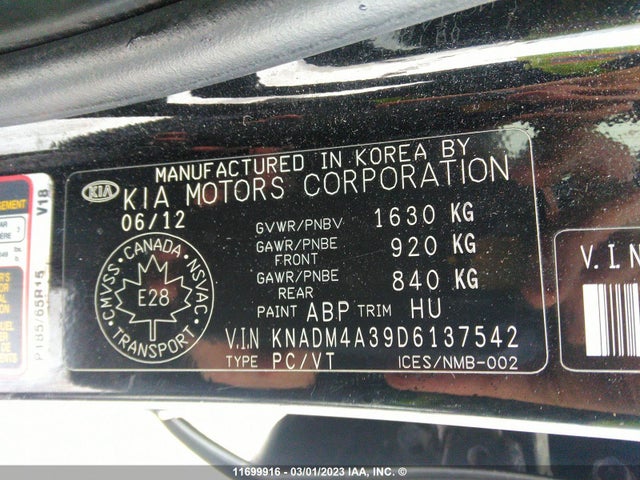 MANUFACTURED IN KOREA BY
KIA KIA MOTORS CORPORATION
06/12
GVWR/PNBV 1630 KG
GAWR/PNBE FRONT 920 KG
GAWR/PNBE REAR 840 KG
PAINT ABP TRIM HU
V.I.N KNADM4A39D6137542
TYPE PC/VT ICES/NMB-002
CANADA
CMVSS NSVAC
E28
TRANSPORT
V18
P185/65R15
V.I.N
11699916 - 03/01/2023 IAA, INC. ©